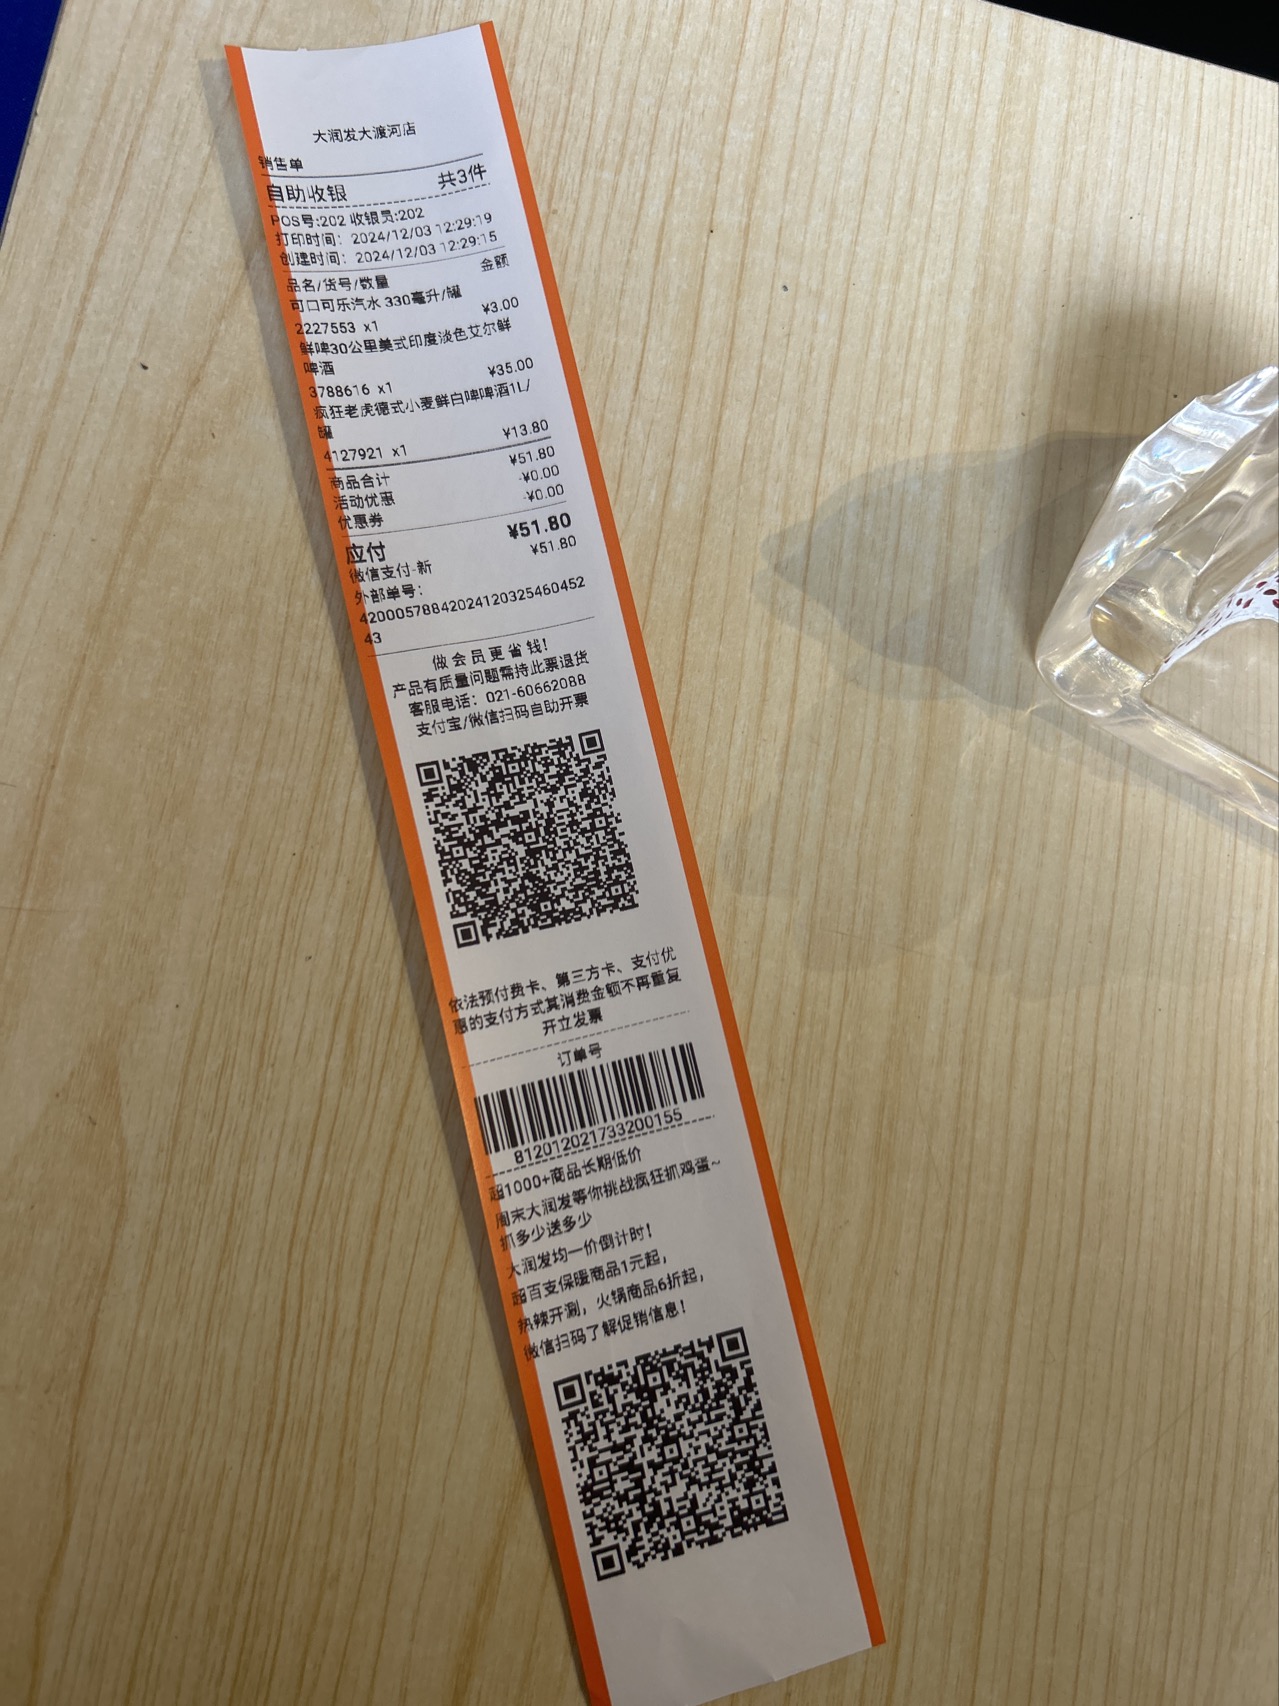 大润发大渡河店
销售单
自助收银 共3件
POS号:202 收银员:202
打印时间： 2024/12/03 12:29:19
创建时间： 2024/12/03 12:29:15
品名/货号/数量 金额
可口可乐汽水 330毫升/罐
2227553 x1 ¥3.00
鲜啤30公里美式印度淡色艾尔鲜
啤酒
3788616 x1 ¥35.00
疯狂老虎德式小麦鲜白啤啤酒1L/
罐
4127921 x1 ¥13.80
商品合计 ¥51.80
活动优惠 -¥0.00
优惠券 -¥0.00
应付 ¥51.80
微信支付-新 ¥51.80
外部单号：
42000578842024120325460452
43
做会员更省钱！
产品有质量问题需持此票退货
客服电话：021-60662088
支付宝/微信扫码自助开票
依法预付费卡、第三方卡、支付优
惠的支付方式其消费金额不再重复
开立发票
订单号
812012021733200155
超1000+商品长期低价
周末大润发等你挑战疯狂抓鸡蛋~
抓多少送多少
大润发均一价倒计时！
超百支保暖商品1元起，
热辣开涮，火锅商品6折起，
微信扫码了解促销信息！